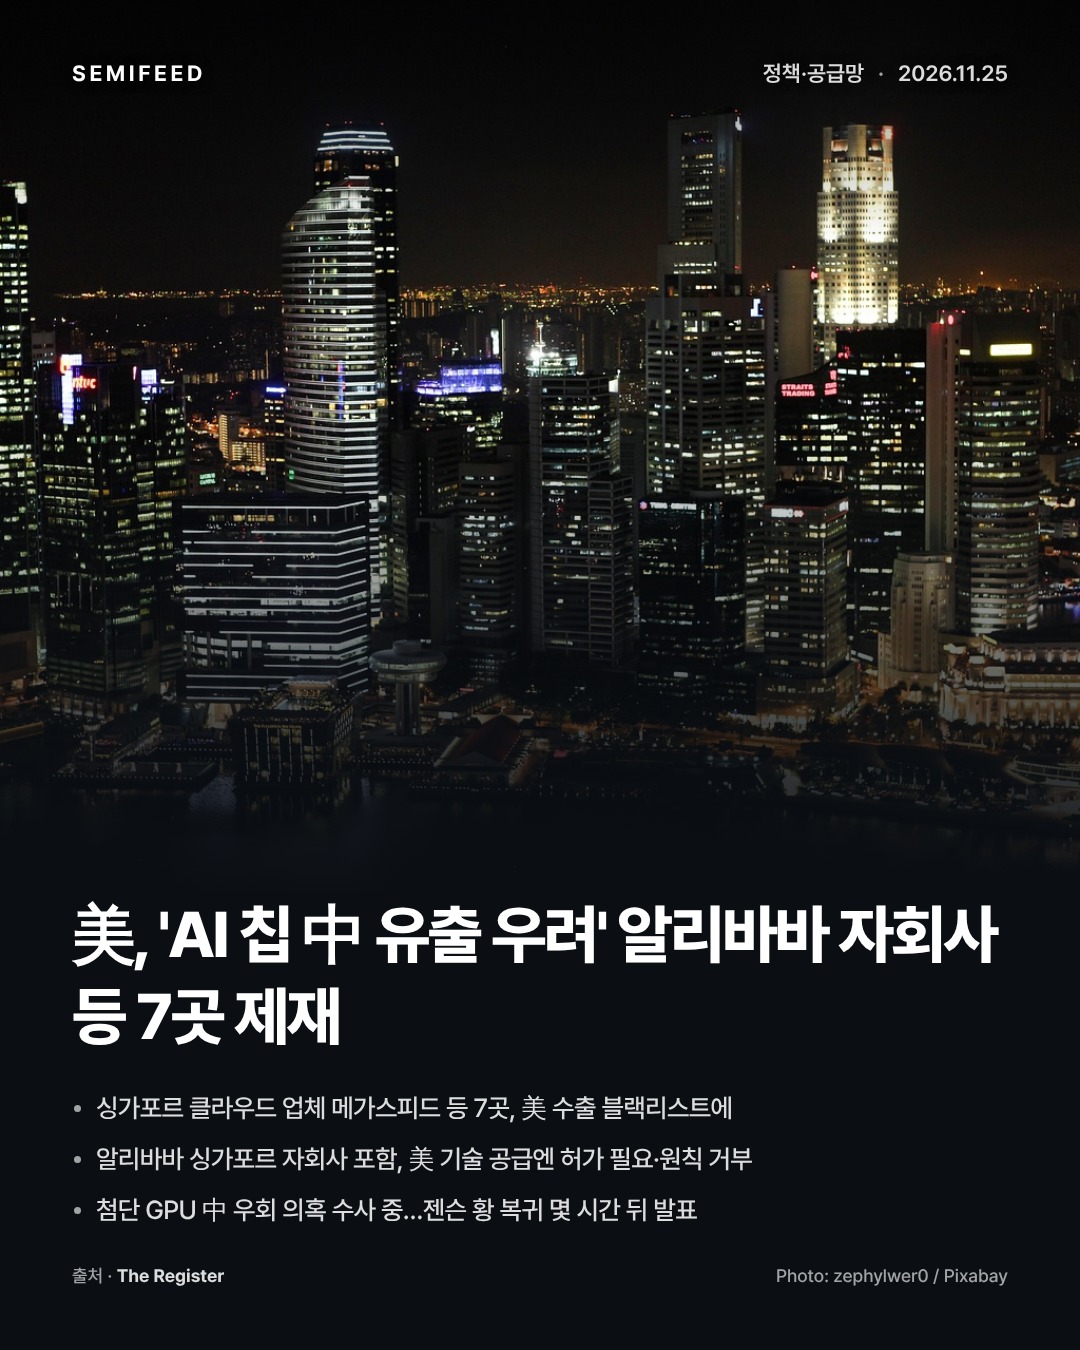 SEMIFEED
정책·공급망 · 2026.11.25
STRAITS
TRADING
美, 'AI 칩 中 유출 우려' 알리바바 자회사
등 7곳 제재
• 싱가포르 클라우드 업체 메가스피드 등 7곳, 美 수출 블랙리스트에
• 알리바바 싱가포르 자회사 포함, 美 기술 공급엔 허가 필요·원칙 거부
• 첨단 GPU 中 우회 의혹 수사 중...젠슨 황 복귀 몇 시간 뒤 발표
출처 · The Register
Photo: zephylwer0 / Pixabay